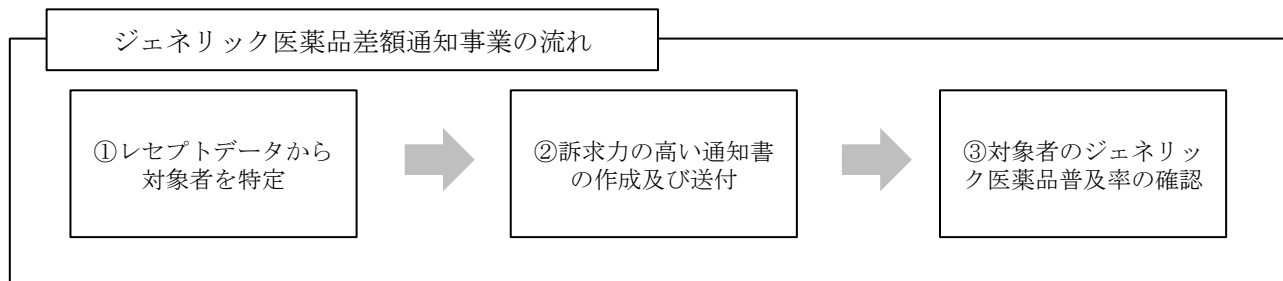 ジェネリック医薬品差額通知事業の流れ
①レセプトデータから
対象者を特定
②訴求力の高い通知書
の作成及び送付
③対象者のジェネリッ
ク医薬品普及率の確認